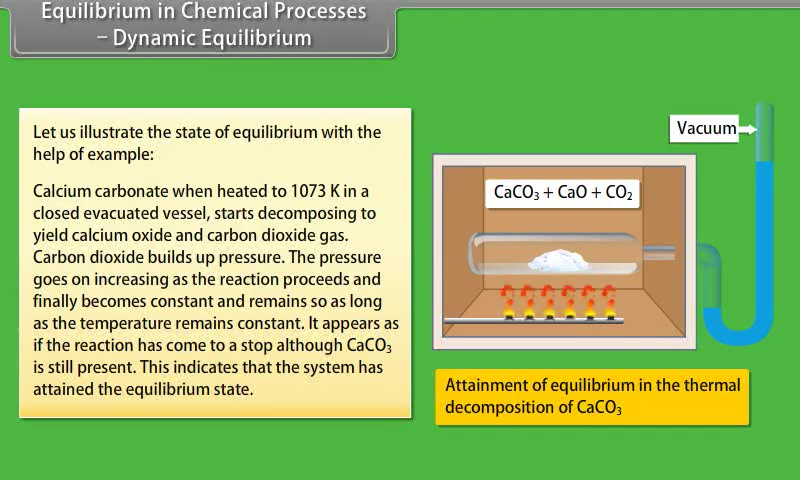 Equilibrium in Chemical Processes
– Dynamic Equilibrium
Let us illustrate the state of equilibrium with the
help of example:
Calcium carbonate when heated to 1073 K in a
closed evacuated vessel, starts decomposing to
yield calcium oxide and carbon dioxide gas.
Carbon dioxide builds up pressure. The pressure
goes on increasing as the reaction proceeds and
finally becomes constant and remains so as long
as the temperature remains constant. It appears as
if the reaction has come to a stop although CaCO₃
is still present. This indicates that the system has
attained the equilibrium state.
Vacuum
CaCO₃ + CaO + CO₂
Attainment of equilibrium in the thermal
decomposition of CaCO₃